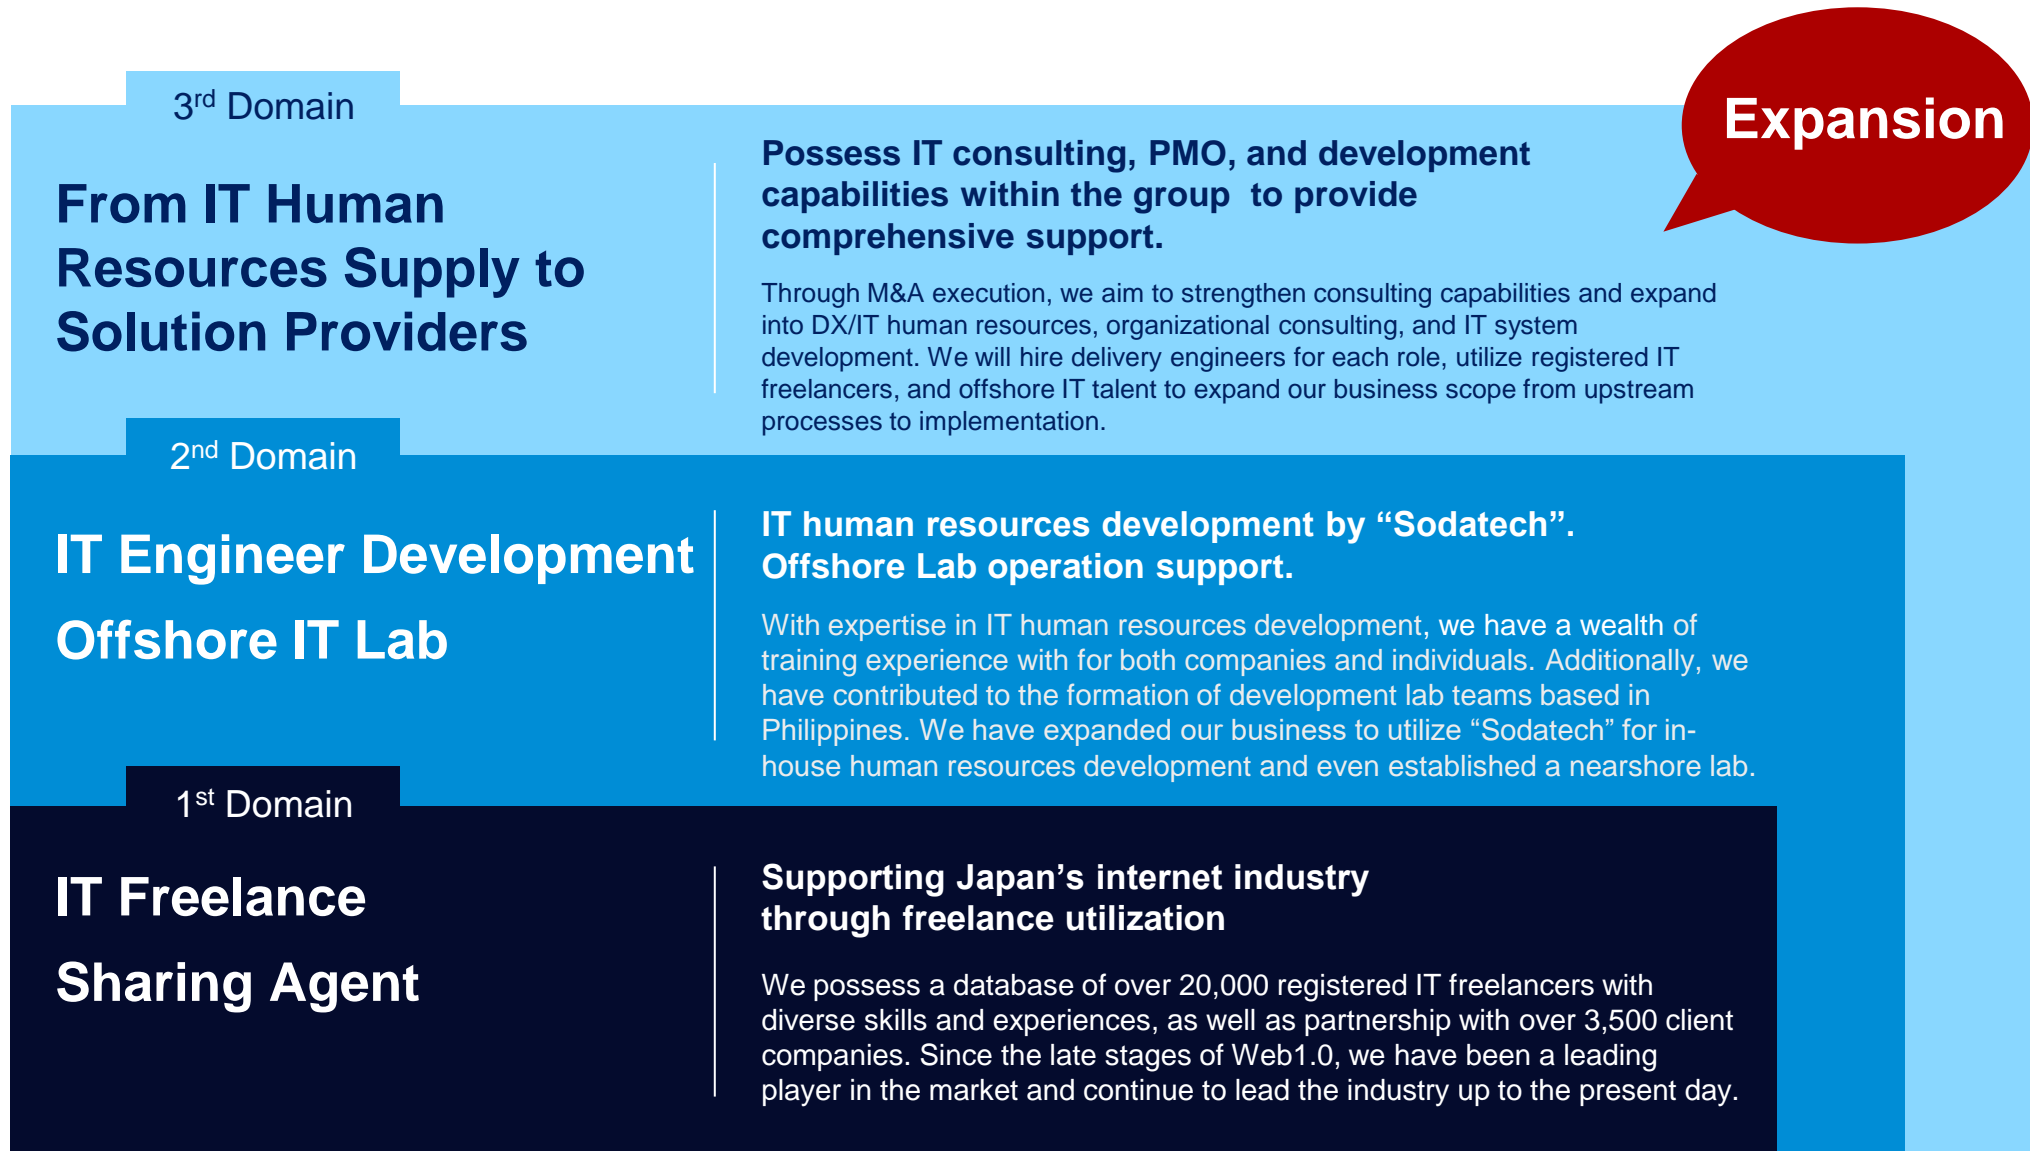 Expansion
3rd Domain
From IT Human
Resources Supply to
Solution Providers
Possess IT consulting, PMO, and development
capabilities within the group  to provide
comprehensive support.
Through M&A execution, we aim to strengthen consulting capabilities and expand
into DX/IT human resources, organizational consulting, and IT system
development. We will hire delivery engineers for each role, utilize registered IT
freelancers, and offshore IT talent to expand our business scope from upstream
processes to implementation.
2nd Domain
IT Engineer Development
Offshore IT Lab
IT human resources development by “Sodatech”.
Offshore Lab operation support.
With expertise in IT human resources development, we have a wealth of
training experience with for both companies and individuals. Additionally, we
have contributed to the formation of development lab teams based in
Philippines. We have expanded our business to utilize “Sodatech” for in-
house human resources development and even established a nearshore lab.
1st Domain
IT Freelance
Sharing Agent
Supporting Japan’s internet industry
through freelance utilization
We possess a database of over 20,000 registered IT freelancers with
diverse skills and experiences, as well as partnership with over 3,500 client
companies. Since the late stages of Web1.0, we have been a leading
player in the market and continue to lead the industry up to the present day.